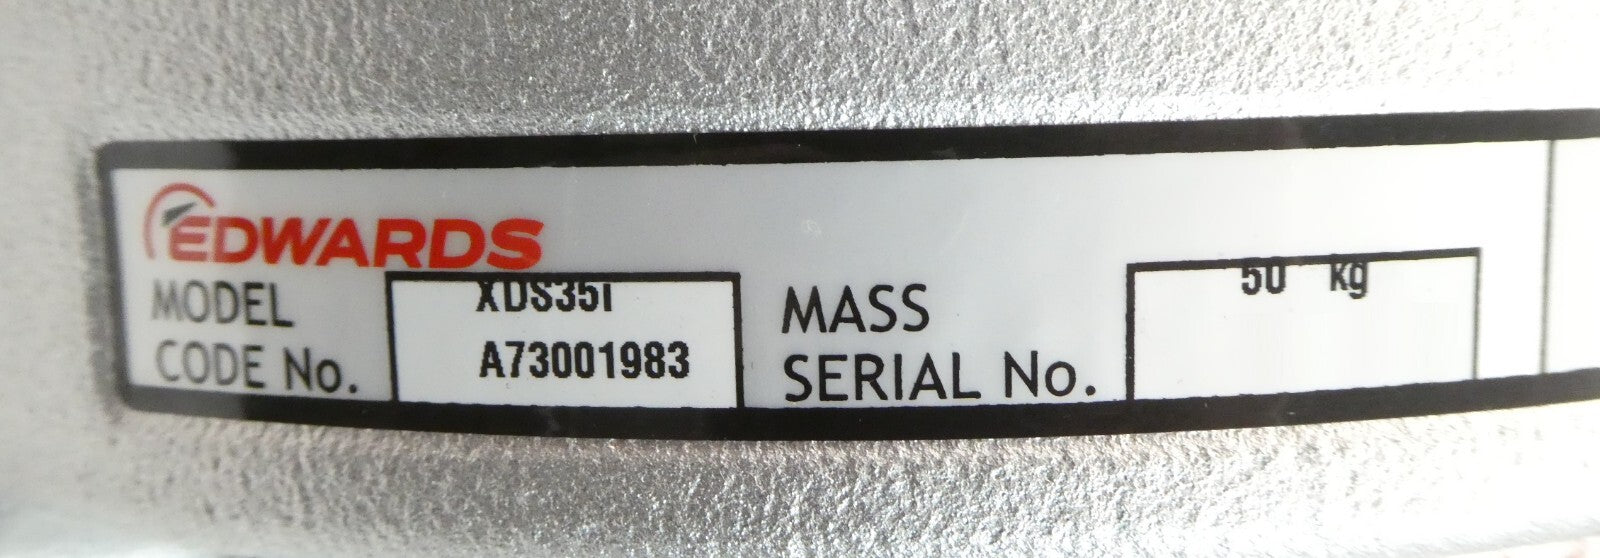 EDWARDS
MODEL XDS35i
CODE No. A73001983
MASS 50 kg
SERIAL No.